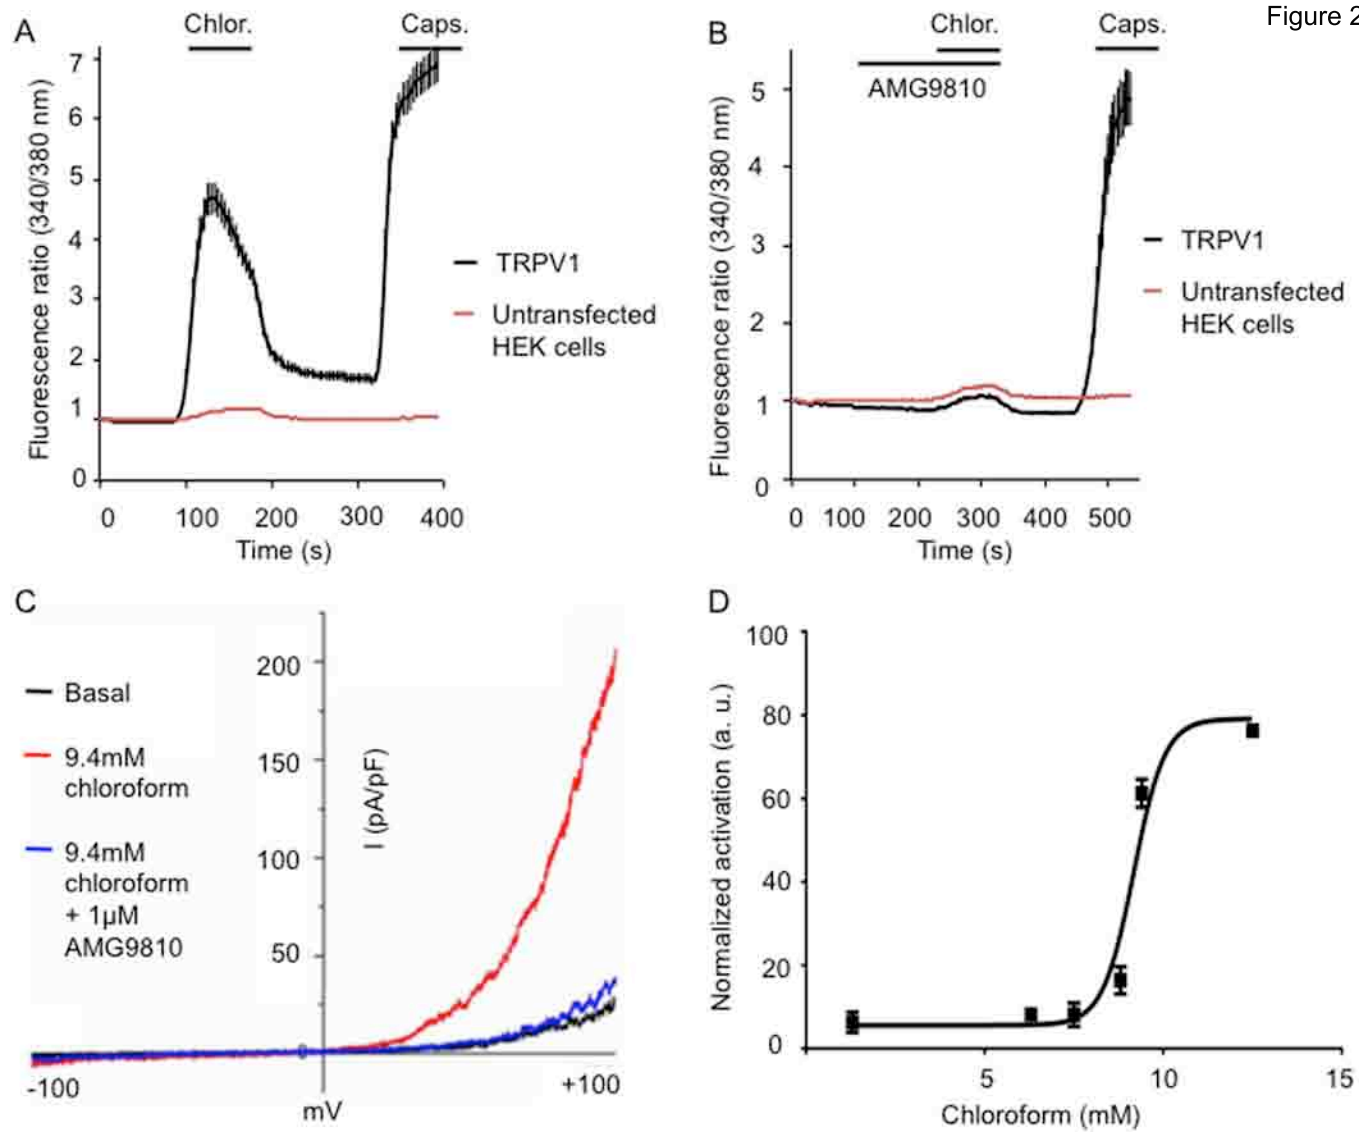 Figure 2
A
Chlor.
Caps.
Fluorescence ratio (340/380 nm)
7
6
5
4
3
2
1
0
0 100 200 300 400
Time (s)
TRPV1
Untransfected
HEK cells
B
Chlor.
Caps.
AMG9810
Fluorescence ratio (340/380 nm)
5
4
3
2
1
0
0 100 200 300 400 500
Time (s)
TRPV1
Untransfected
HEK cells
C
Basal
9.4mM
chloroform
9.4mM
chloroform
+ 1µM
AMG9810
200
150
100
50
0
I (pA/pF)
-100
+100
mV
D
Normalized activation (a. u.)
100
80
60
40
20
0
5 10 15
Chloroform (mM)